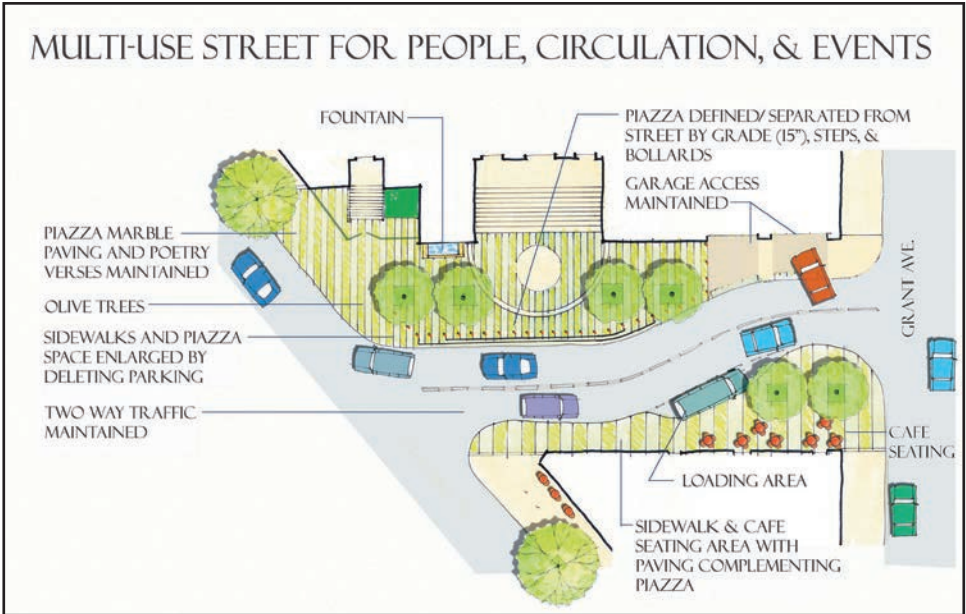 MULTI-USE STREET FOR PEOPLE, CIRCULATION, & EVENTS
FOUNTAIN
PIAZZA DEFINED/ SEPARATED FROM
STREET BY GRADE (15"), STEPS, &
BOLLARDS
GARAGE ACCESS
MAINTAINED
PIAZZA MARBLE
PAVING AND POETRY
VERSES MAINTAINED
OLIVE TREES
SIDEWALKS AND PIAZZA
SPACE ENLARGED BY
DELETING PARKING
TWO WAY TRAFFIC
MAINTAINED
GRANT AVE.
CAFE
SEATING
LOADING AREA
SIDEWALK & CAFE
SEATING AREA WITH
PAVING COMPLEMENTING
PIAZZA